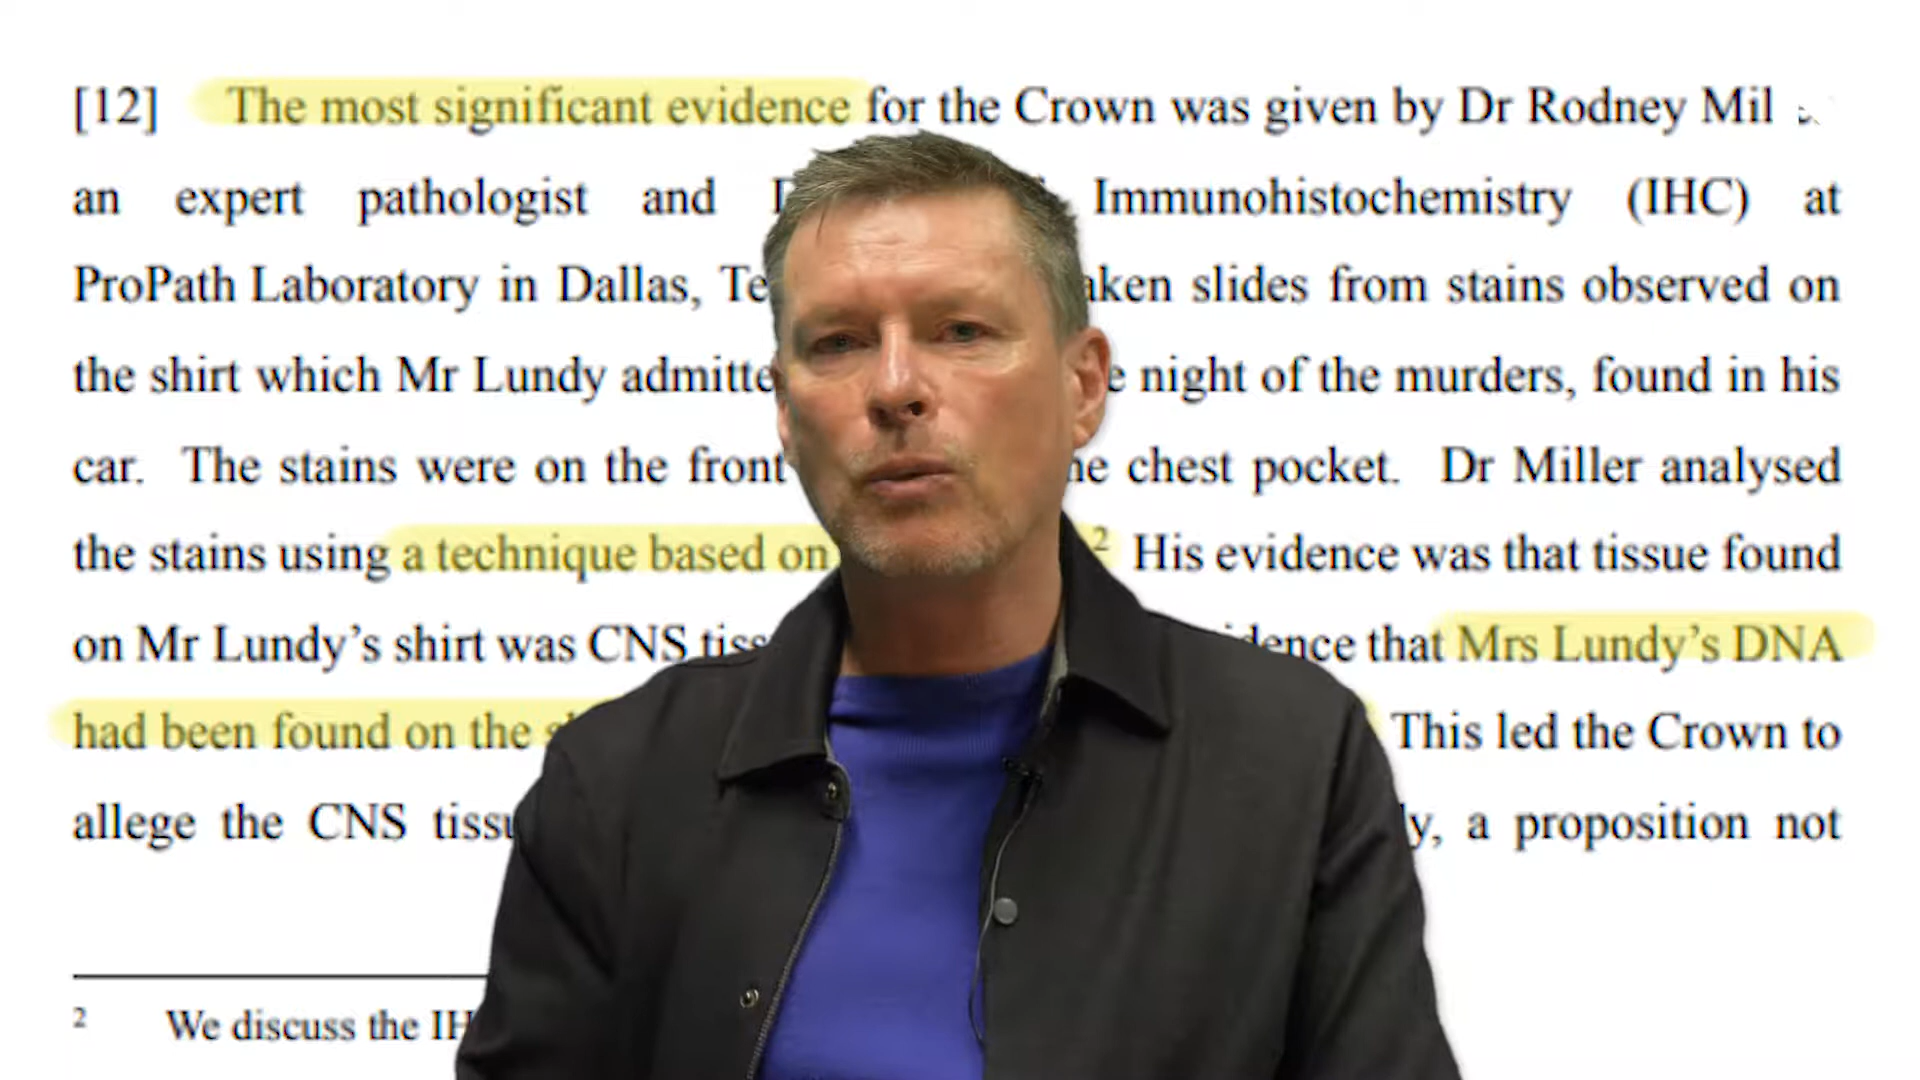 [12] The most significant evidence for the Crown was given by Dr Rodney Mil
an expert pathologist and Immunohistochemistry (IHC) at
ProPath Laboratory in Dallas, slides from stains observed on
the shirt which Mr Lundy night of the murders, found in his
car. The stains were on the front chest pocket. Dr Miller analysed
the stains using a technique based on 2 His evidence was that tissue found
on Mr Lundy’s shirt was CNS that Mrs Lundy’s DNA
had been found on the This led the Crown to
allege the CNS a proposition not
2 We discuss the